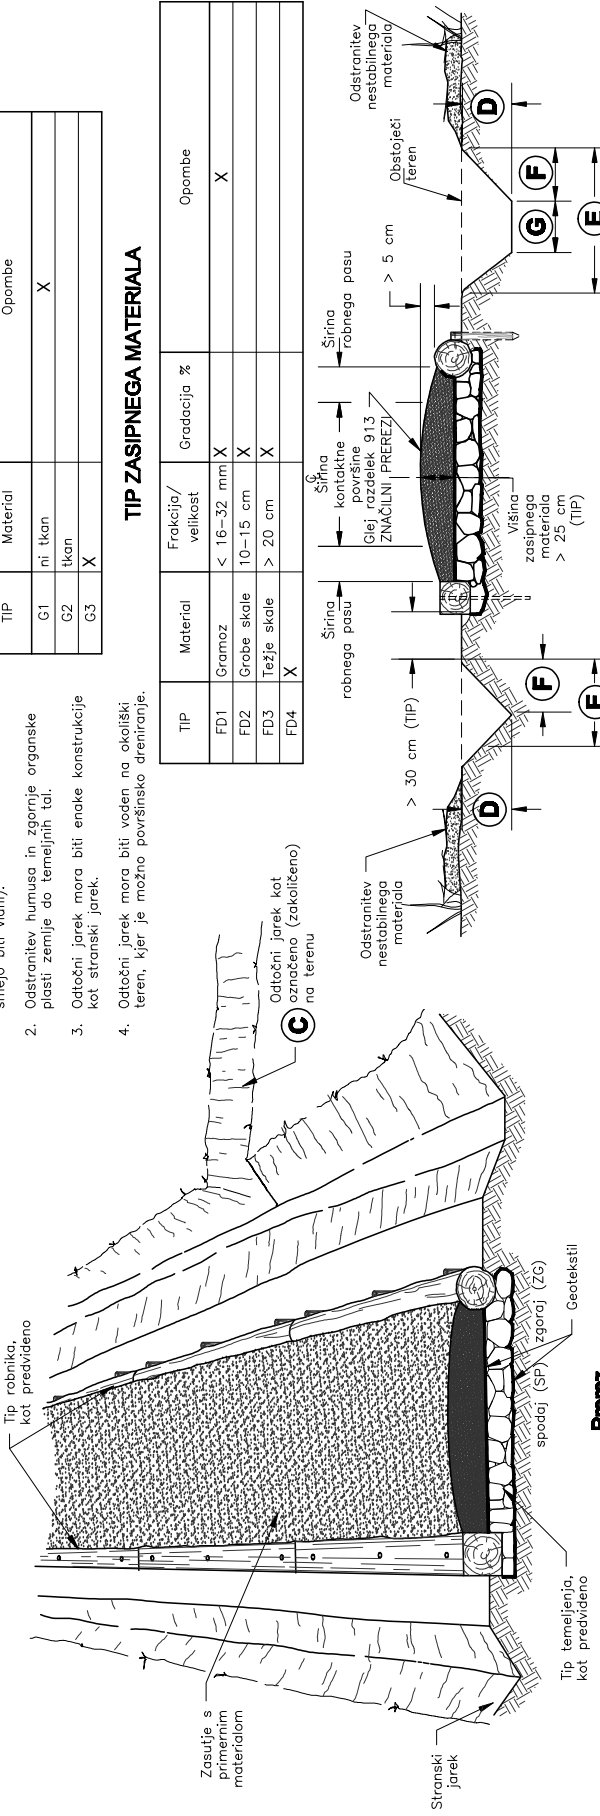 smejo biti vidni).
2. Odstranitev humusa in zgornje organske
plasti zemlje do temeljnih tal.
3. Odtočni jarek mora biti enake konstrukcije
kot stranski jarek.
4. Odtočni jarek mora biti voden na okoliški
teren, kjer je možno površinsko dreniranje.
TIP Material Opombe
G1 ni tkan X
G2 tkan
G3 X
TIP ZASIPNEGA MATERIALA
TIP Material Frakcija/
velikost Gradacija % Opombe
FD1 Gramoz < 16-32 mm X X
FD2 Grobe skale 10-15 cm X
FD3 Težje skale > 20 cm X
FD4 X
Tip robnika,
kot predvideno
Odtočni jarek kot
označeno (zakoličeno)
na terenu
C
Zasutje s
primernim
materialom
Stranski
jarek
Tip temeljenja,
kot predvideno
spodaj (SP)
zgoraj (ZG)
Geotekstil
Prerez
Odstranitev
nestabilnega
materjala
> 30 cm (TIP)
Širina
robnega pasu
Širina
kontaktne
površine
Glej razdelek 913
ZNAČILNI PREREZI
Širina
robnega pasu
> 5 cm
Obstoječi
teren
Odstranitev
nestabilnega
materiala
Višina
zasipnega
materiala
> 25 cm
(TIP)
D
F
E
G
F
E
D